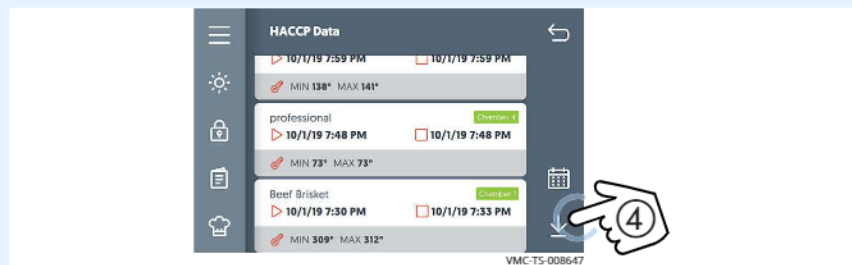 HACCP Data
10/1/19 7:59 PM 10/1/19 7:59 PM
MIN 138° MAX 141°
professional Chamber 4
10/1/19 7:48 PM 10/1/19 7:48 PM
MIN 73° MAX 73°
Beef Brisket Chamber 1
10/1/19 7:30 PM 10/1/19 7:33 PM
MIN 309° MAX 312°
4
VMC-TS-008647